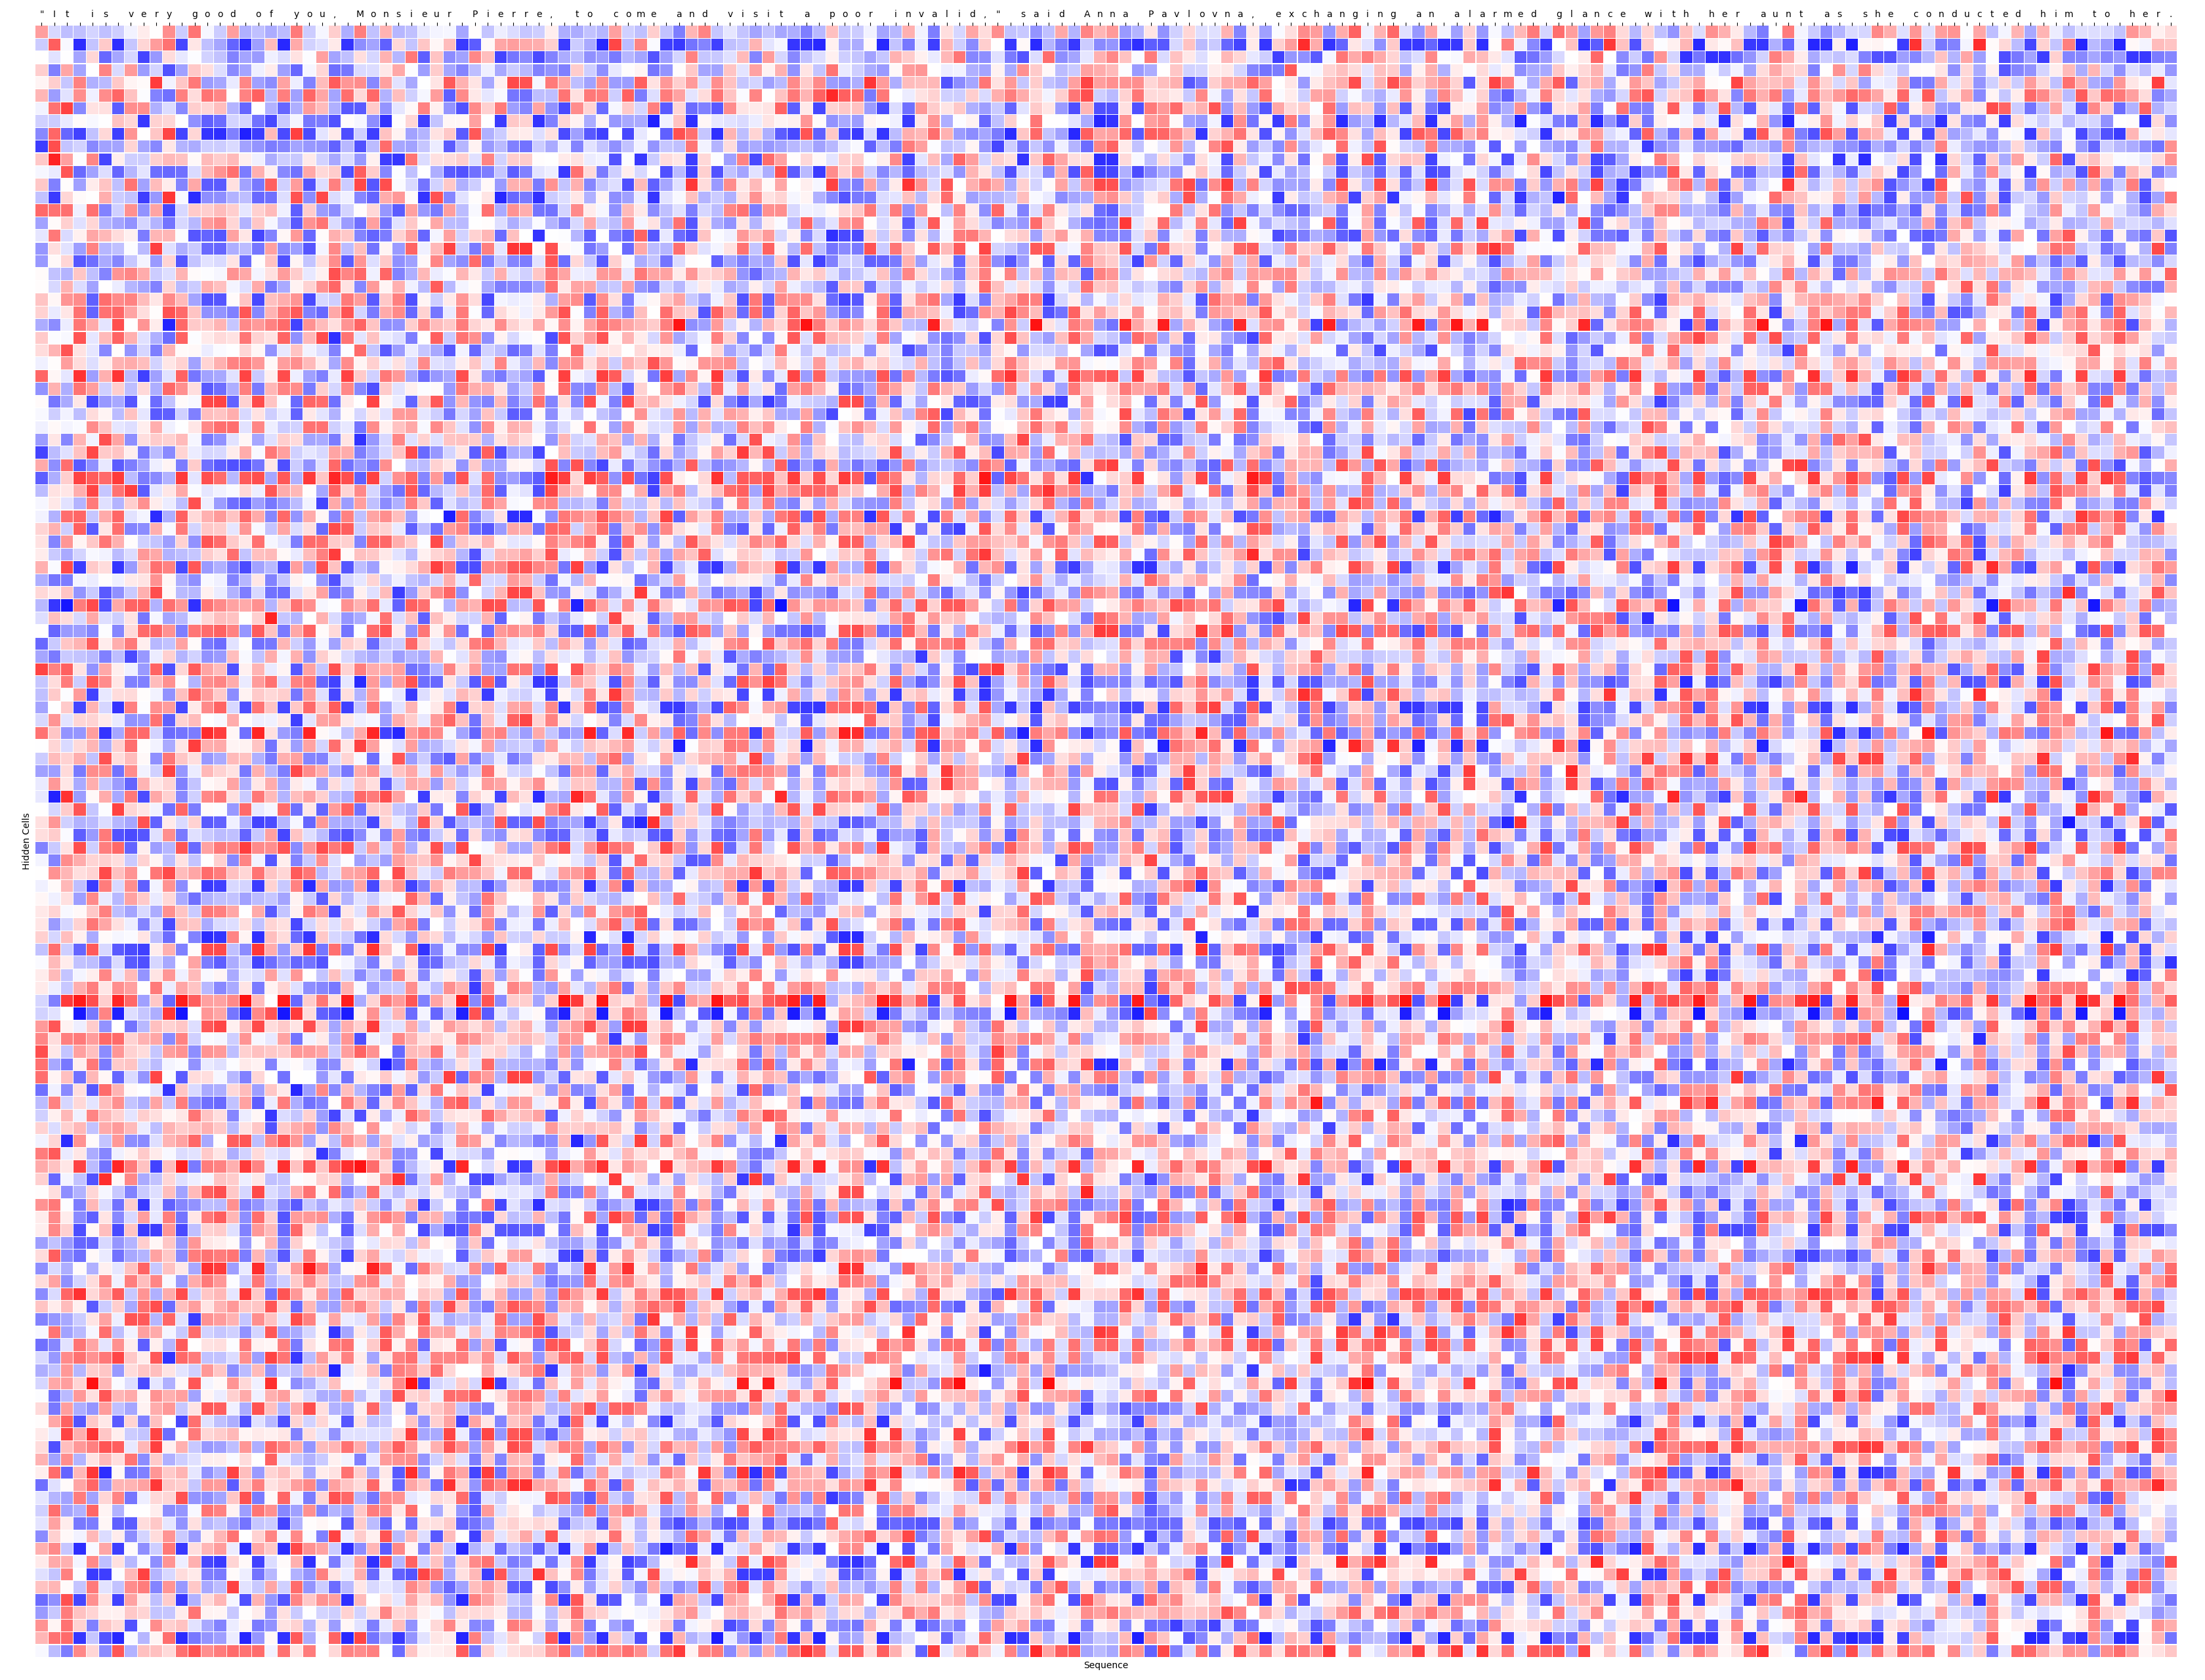 "It is very good of you, Monsieur Pierre, to come and visit a poor invalid," said Anna Pavlovna, exchanging an alarmed glance with her aunt as she conducted him to her.
Hidden Cells
Sequence